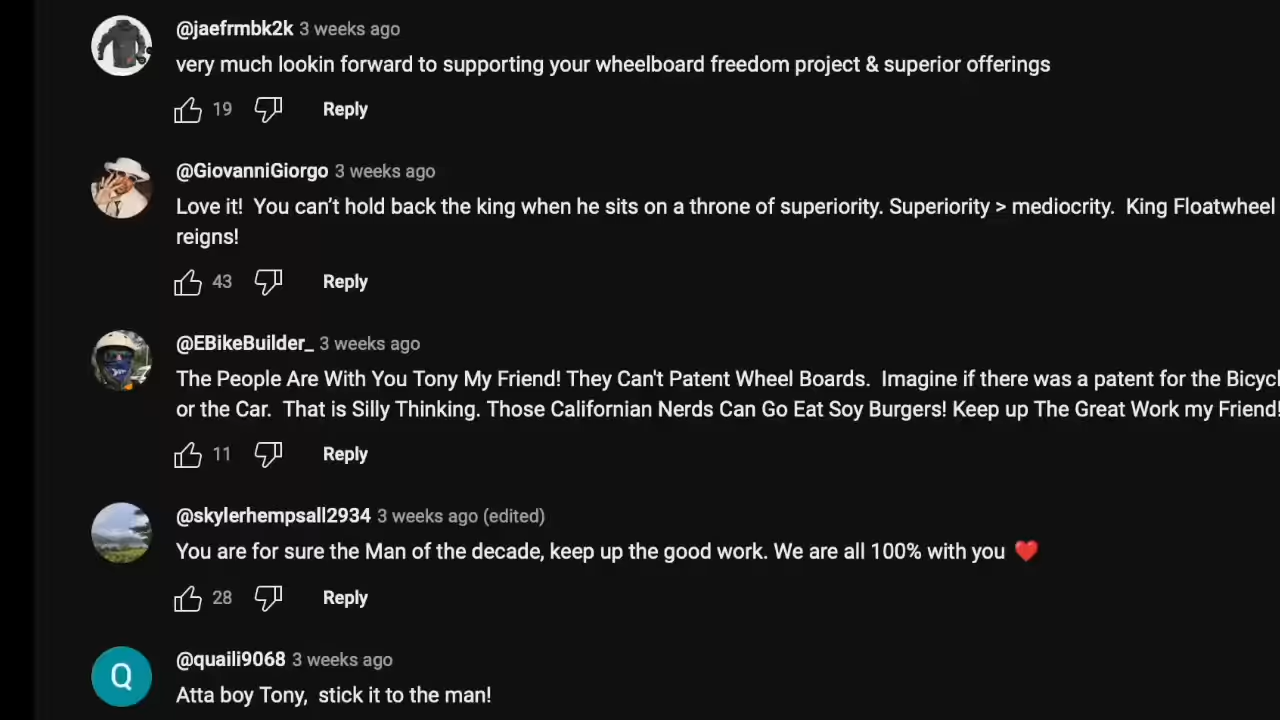 @jaefrmbk2k 3 weeks ago
very much lookin forward to supporting your wheelboard freedom project & superior offerings
19 Reply
@GiovanniGiorgo 3 weeks ago
Love it! You can’t hold back the king when he sits on a throne of superiority. Superiority > mediocrity. King Floatwheel
reigns!
43 Reply
@EBikeBuilder_ 3 weeks ago
The People Are With You Tony My Friend! They Can't Patent Wheel Boards. Imagine if there was a patent for the Bicycl
or the Car. That is Silly Thinking. Those Californian Nerds Can Go Eat Soy Burgers! Keep up The Great Work my Friend!
11 Reply
@skylerhempsall2934 3 weeks ago (edited)
You are for sure the Man of the decade, keep up the good work. We are all 100% with you ❤️
28 Reply
Q
@quaili9068 3 weeks ago
Atta boy Tony, stick it to the man!